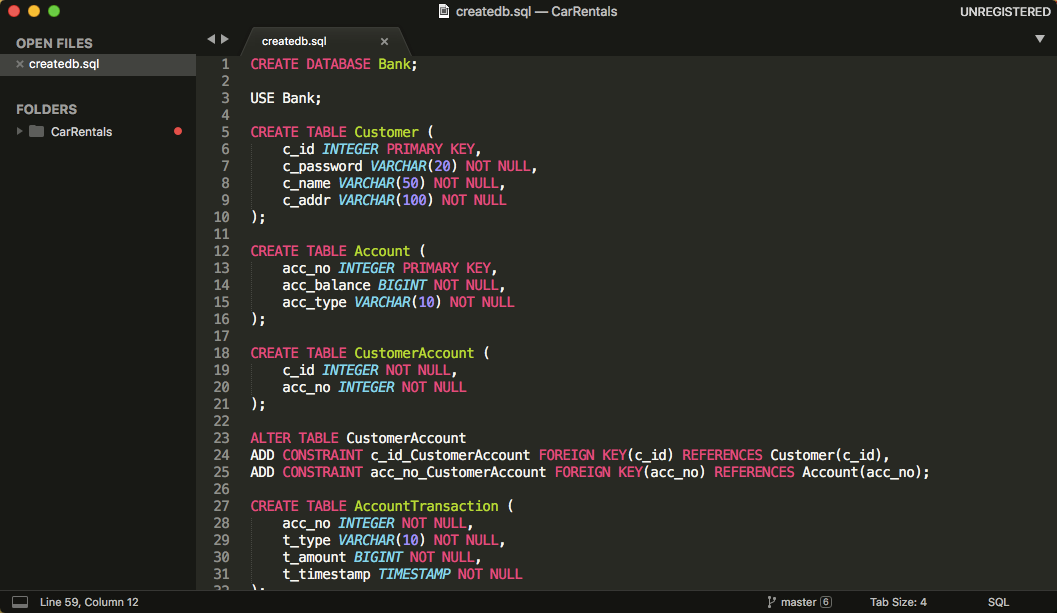 createdb.sql — CarRentals
UNREGISTERED
OPEN FILES
createdb.sql
FOLDERS
CarRentals
createdb.sql
1 CREATE DATABASE Bank;
2
3 USE Bank;
4
5 CREATE TABLE Customer (
6 c_id INTEGER PRIMARY KEY,
7 c_password VARCHAR(20) NOT NULL,
8 c_name VARCHAR(50) NOT NULL,
9 c_addr VARCHAR(100) NOT NULL
10 );
11
12 CREATE TABLE Account (
13 acc_no INTEGER PRIMARY KEY,
14 acc_balance BIGINT NOT NULL,
15 acc_type VARCHAR(10) NOT NULL
16 );
17
18 CREATE TABLE CustomerAccount (
19 c_id INTEGER NOT NULL,
20 acc_no INTEGER NOT NULL
21 );
22
23 ALTER TABLE CustomerAccount
24 ADD CONSTRAINT c_id_CustomerAccount FOREIGN KEY(c_id) REFERENCES Customer(c_id),
25 ADD CONSTRAINT acc_no_CustomerAccount FOREIGN KEY(acc_no) REFERENCES Account(acc_no);
26
27 CREATE TABLE AccountTransaction (
28 acc_no INTEGER NOT NULL,
29 t_type VARCHAR(10) NOT NULL,
30 t_amount BIGINT NOT NULL,
31 t_timestamp TIMESTAMP NOT NULL
32 );
Line 59, Column 12
master 6
Tab Size: 4
SQL